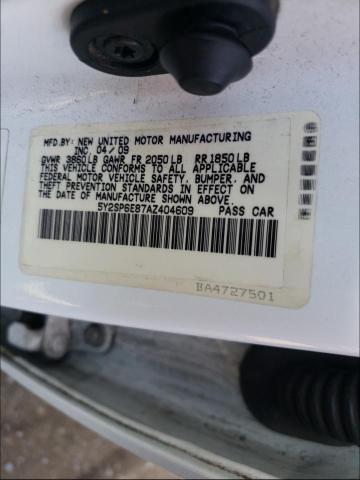 MFD.BY: NEW UNITED MOTOR MANUFACTURING
INC. 04/09
GVWR 3860LB GAWR FR 2050LB RR 1850LB
THIS VEHICLE CONFORMS TO ALL APPLICABLE
FEDERAL MOTOR VEHICLE SAFETY, BUMPER, AND
THEFT PREVENTION STANDARDS IN EFFECT ON
THE DATE OF MANUFACTURE SHOWN ABOVE.
5Y2SP6E87AZ404609 PASS CAR
BA4727501